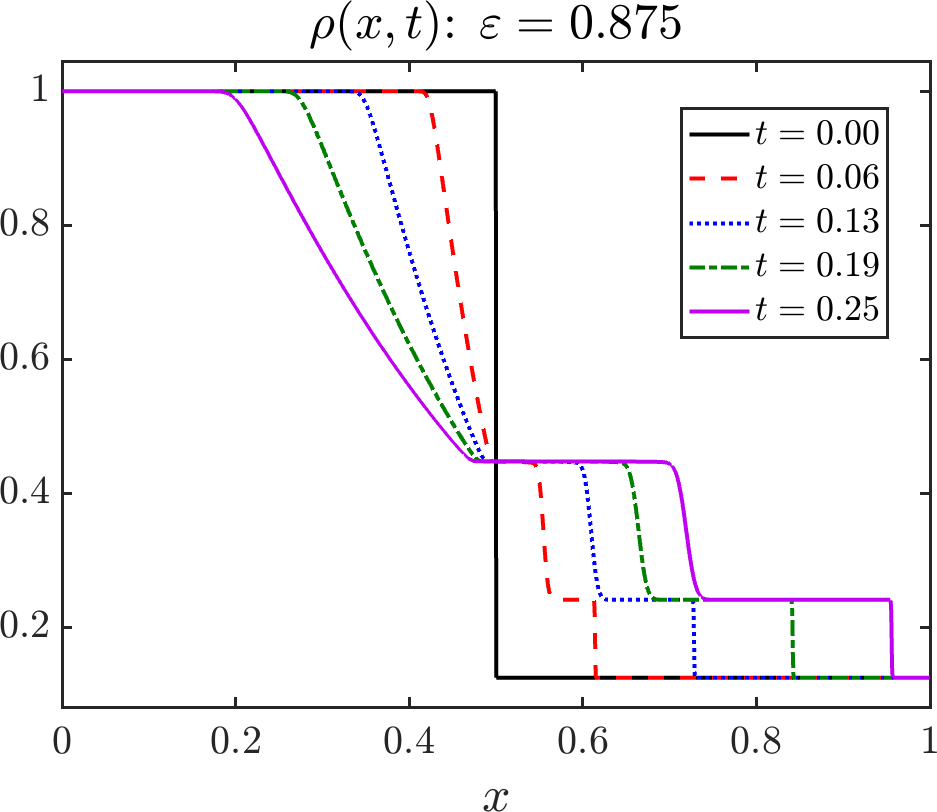 ρ(x, t): ε = 0.875
1
0.8
0.6
0.4
0.2
0 0.2 0.4 0.6 0.8 1
x
t = 0.00
t = 0.06
t = 0.13
t = 0.19
t = 0.25